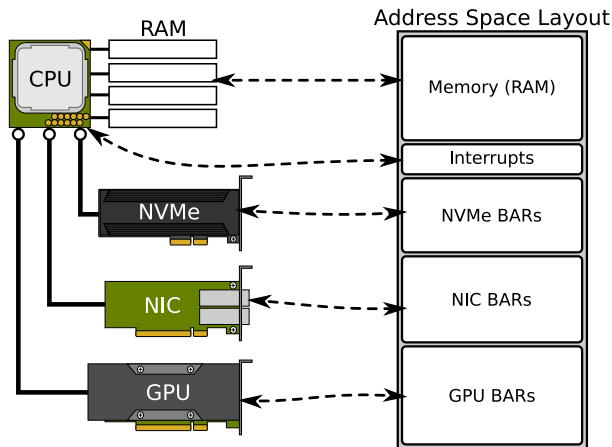 Address Space Layout
RAM
CPU
Memory (RAM)
Interrupts
NVMe
NVMe BARs
NIC
NIC BARs
GPU
GPU BARs